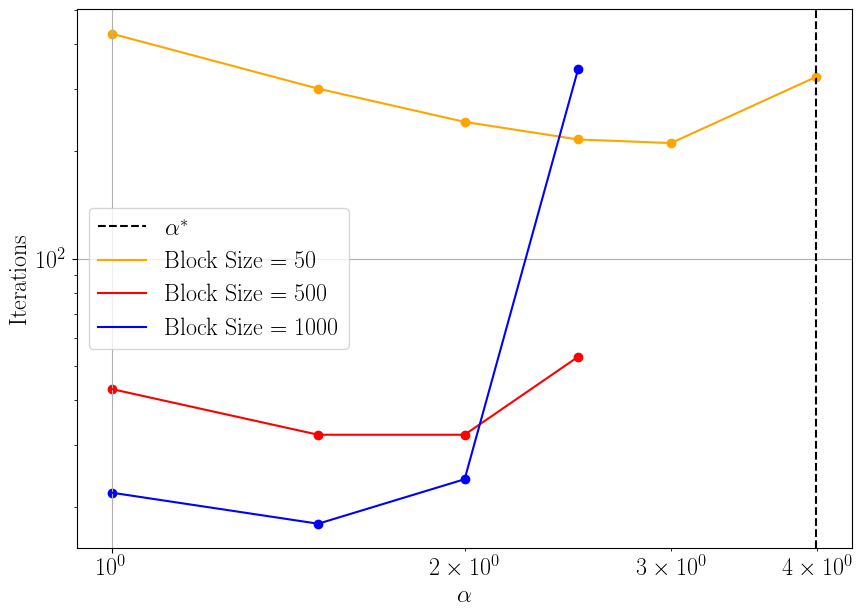 Iterations
10²
α*
Block Size = 50
Block Size = 500
Block Size = 1000
10⁰
2 × 10⁰
3 × 10⁰
4 × 10⁰
α